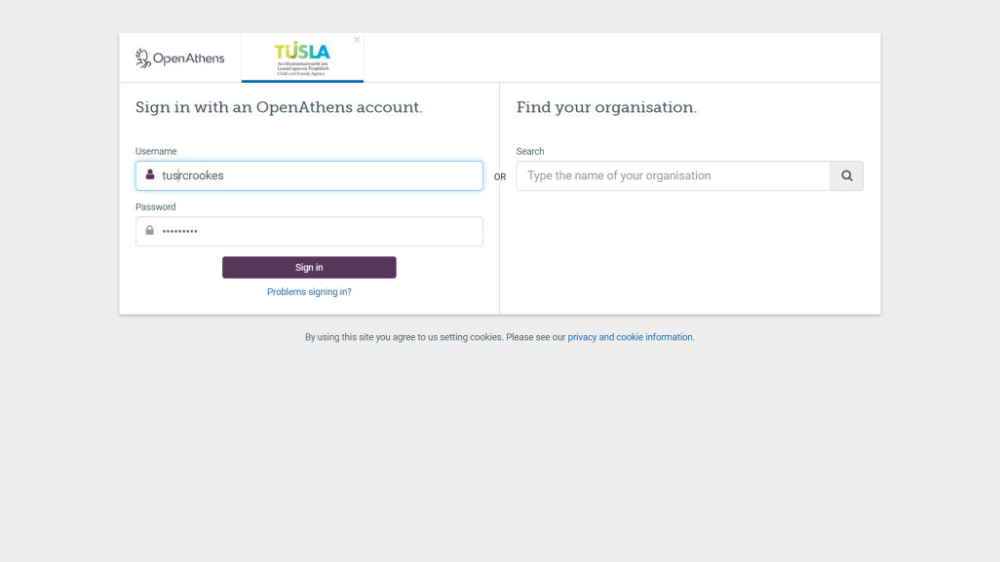 OpenAthens
TUSLA
An Ghníomhaireacht um
Leanaí agus an Teaghlach
Child and Family Agency
×
Sign in with an OpenAthens account.
Username
tusrcrookes
Password
•••••••••
Sign in
Problems signing in?
OR
Find your organisation.
Search
Type the name of your organisation
By using this site you agree to us setting cookies. Please see our privacy and cookie information.